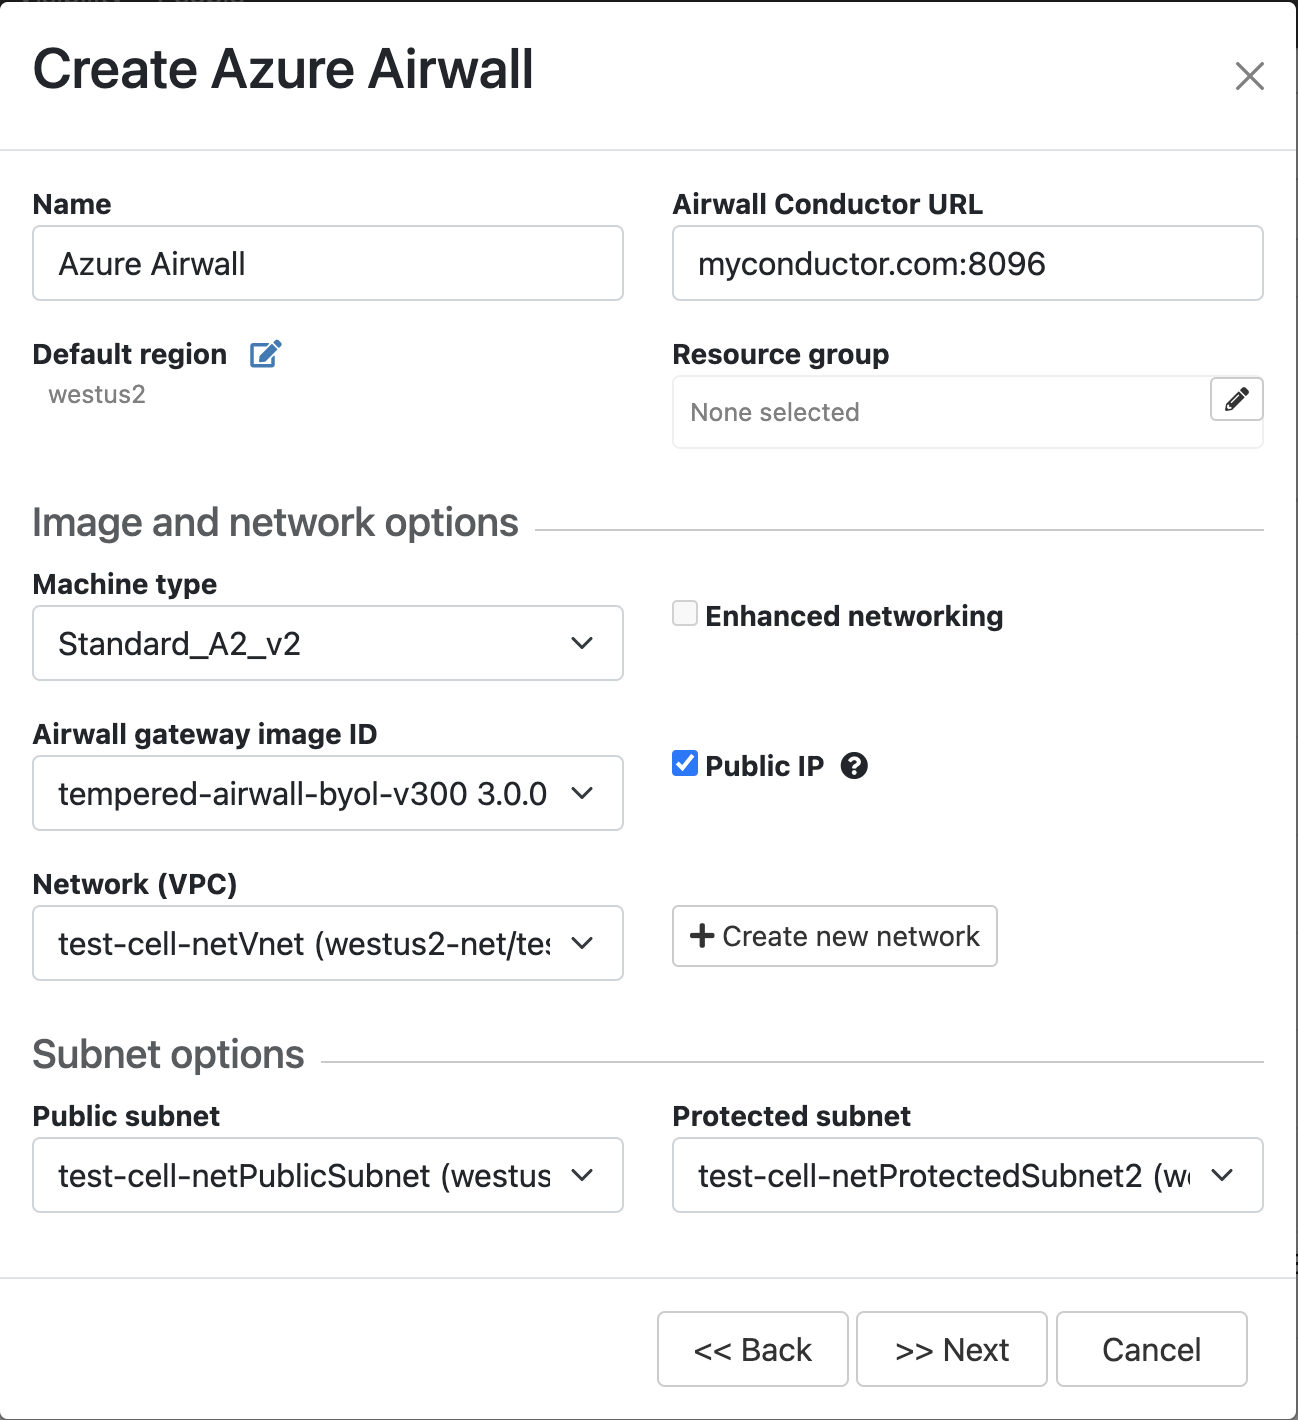 Create Azure Airwall
Name
Azure Airwall
Airwall Conductor URL
myconductor.com:8096
Default region
westus2
Resource group
None selected
Image and network options
Machine type
Standard_A2_v2
Enhanced networking
Airwall gateway image ID
tempered-airwall-byol-v300 3.0.0
Public IP
Network (VPC)
test-cell-netVnet (westus2-net/tes
+ Create new network
Subnet options
Public subnet
test-cell-netPublicSubnet (westus
Protected subnet
test-cell-netProtectedSubnet2 (we
<< Back
>> Next
Cancel